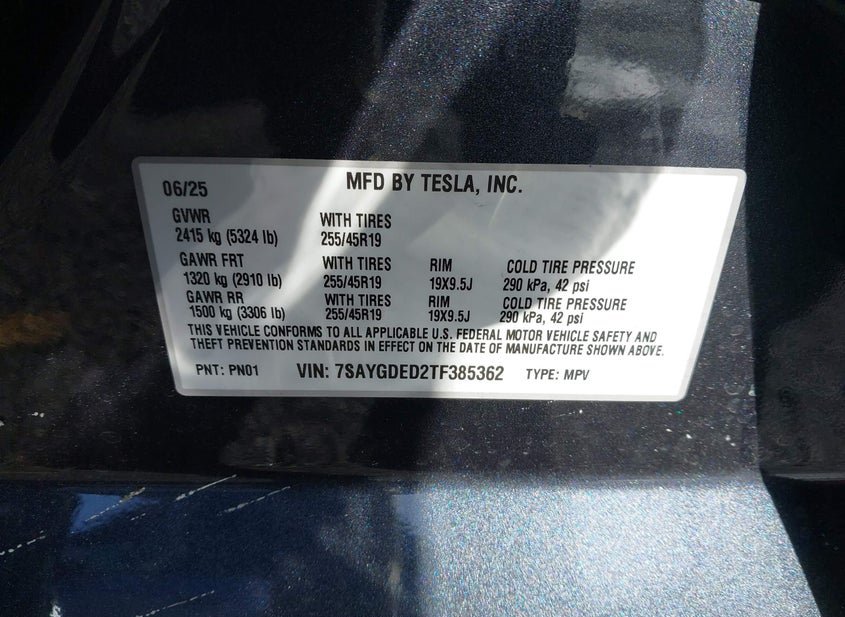 06/25 MFD BY TESLA, INC.
GVWR WITH TIRES
2415 kg (5324 lb) 255/45R19
GAWR FRT WITH TIRES RIM COLD TIRE PRESSURE
1320 kg (2910 lb) 255/45R19 19X9.5J 290 kPa, 42 psi
GAWR RR WITH TIRES RIM COLD TIRE PRESSURE
1500 kg (3306 lb) 255/45R19 19X9.5J 290 kPa, 42 psi
THIS VEHICLE CONFORMS TO ALL APPLICABLE U.S. FEDERAL MOTOR VEHICLE SAFETY AND
THEFT PREVENTION STANDARDS IN EFFECT ON THE DATE OF MANUFACTURE SHOWN ABOVE.
PNT: PN01 VIN: 7SAYGDED2TF385362 TYPE: MPV